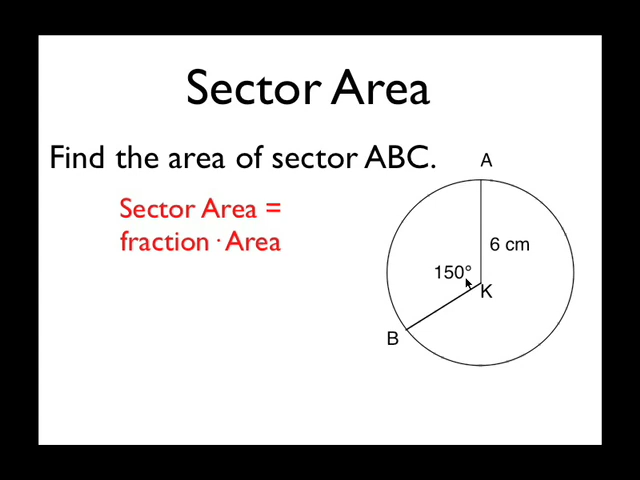 Sector Area
Find the area of sector ABC.
A
Sector Area =
fraction · Area
6 cm
150°
K
B